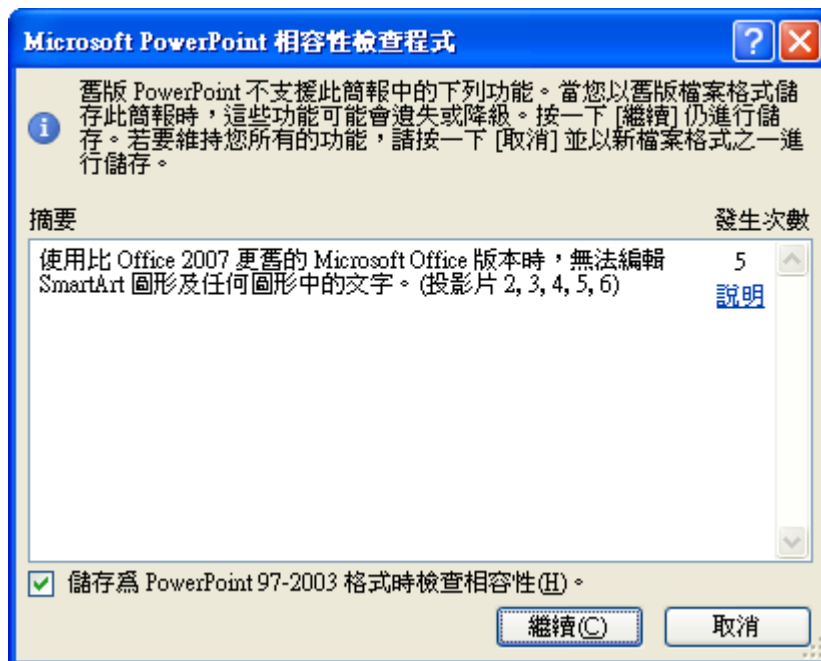 Microsoft PowerPoint 相容性檢查程式
舊版 PowerPoint 不支援此簡報中的下列功能。當您以舊版檔案格式儲
存此簡報時，這些功能可能會遺失或降級。按一下 [繼續] 仍進行儲
存。若要維持您所有的功能，請按一下 [取消] 並以新檔案格式之一進
行儲存。
摘要 發生次數
使用比 Office 2007 更舊的 Microsoft Office 版本時，無法編輯 5
SmartArt 圖形及任何圖形中的文字。(投影片 2, 3, 4, 5, 6) 說明
儲存為 PowerPoint 97-2003 格式時檢查相容性(H)。
繼續(C) 取消